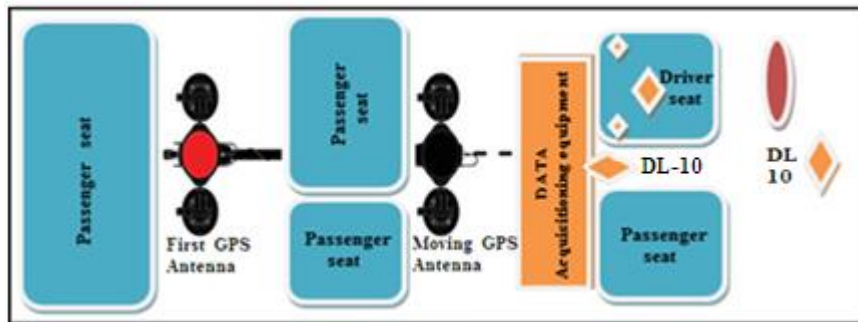 Passenger seat
First GPS
Antenna
Passenger
seat
Passenger
seat
Moving GPS
Antenna
DATA
Acquisitioning equipment
Driver
seat
DL-10
Passenger
seat
DL
10